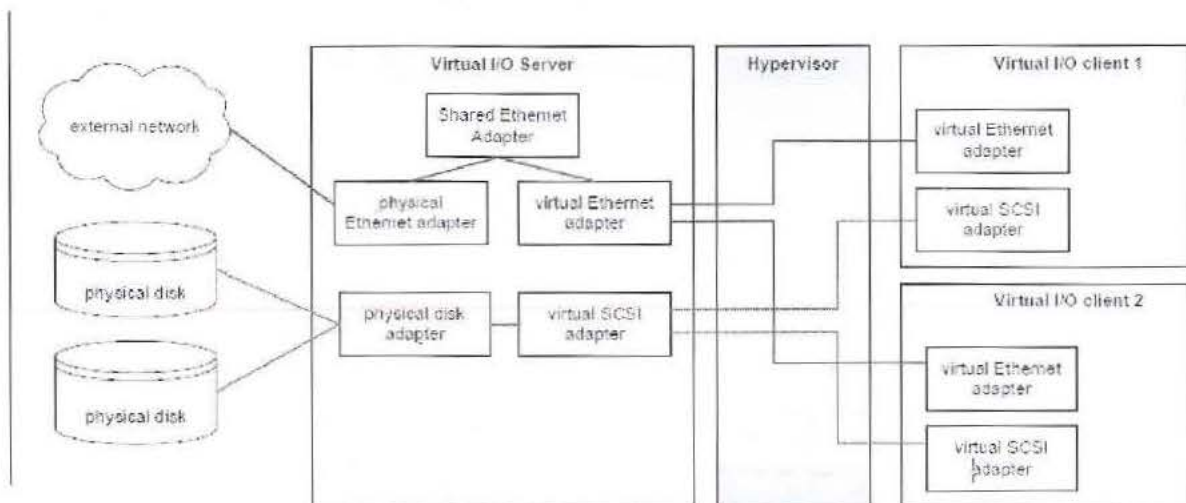 Virtual I/O Server
Hypervisor
Virtual I/O client 1
external network
Shared Ethernet
Adapter
physical
Ethernet adapter
virtual Ethernet
adapter
virtual Ethernet
adapter
virtual SCSI
adapter
physical disk
physical disk
adapter
virtual SCSI
adapter
Virtual I/O client 2
physical disk
virtual Ethernet
adapter
virtual SCSI
adapter